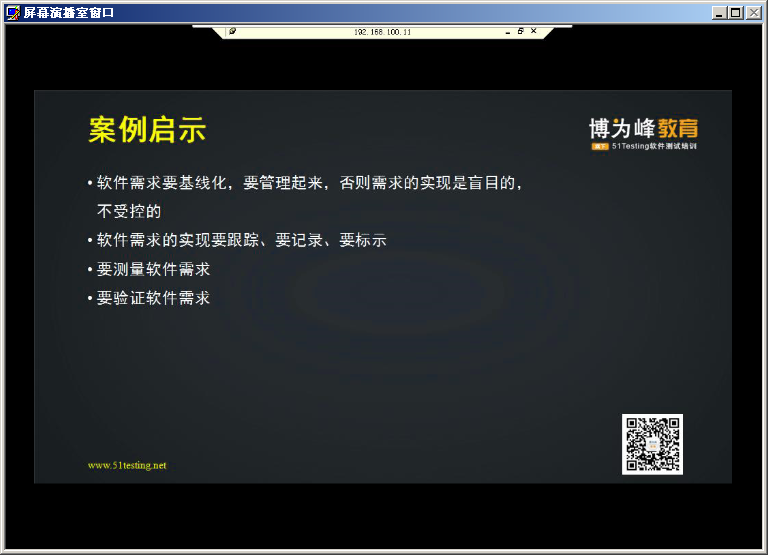 屏幕演播室窗口
192.168.100.11
案例启示
博为峰教育
旗下 51Testing软件测试培训
• 软件需求要基线化，要管理起来，否则需求的实现是盲目的，
不受控的
• 软件需求的实现要跟踪、要记录、要标示
• 要测量软件需求
• 要验证软件需求
www.51testing.net